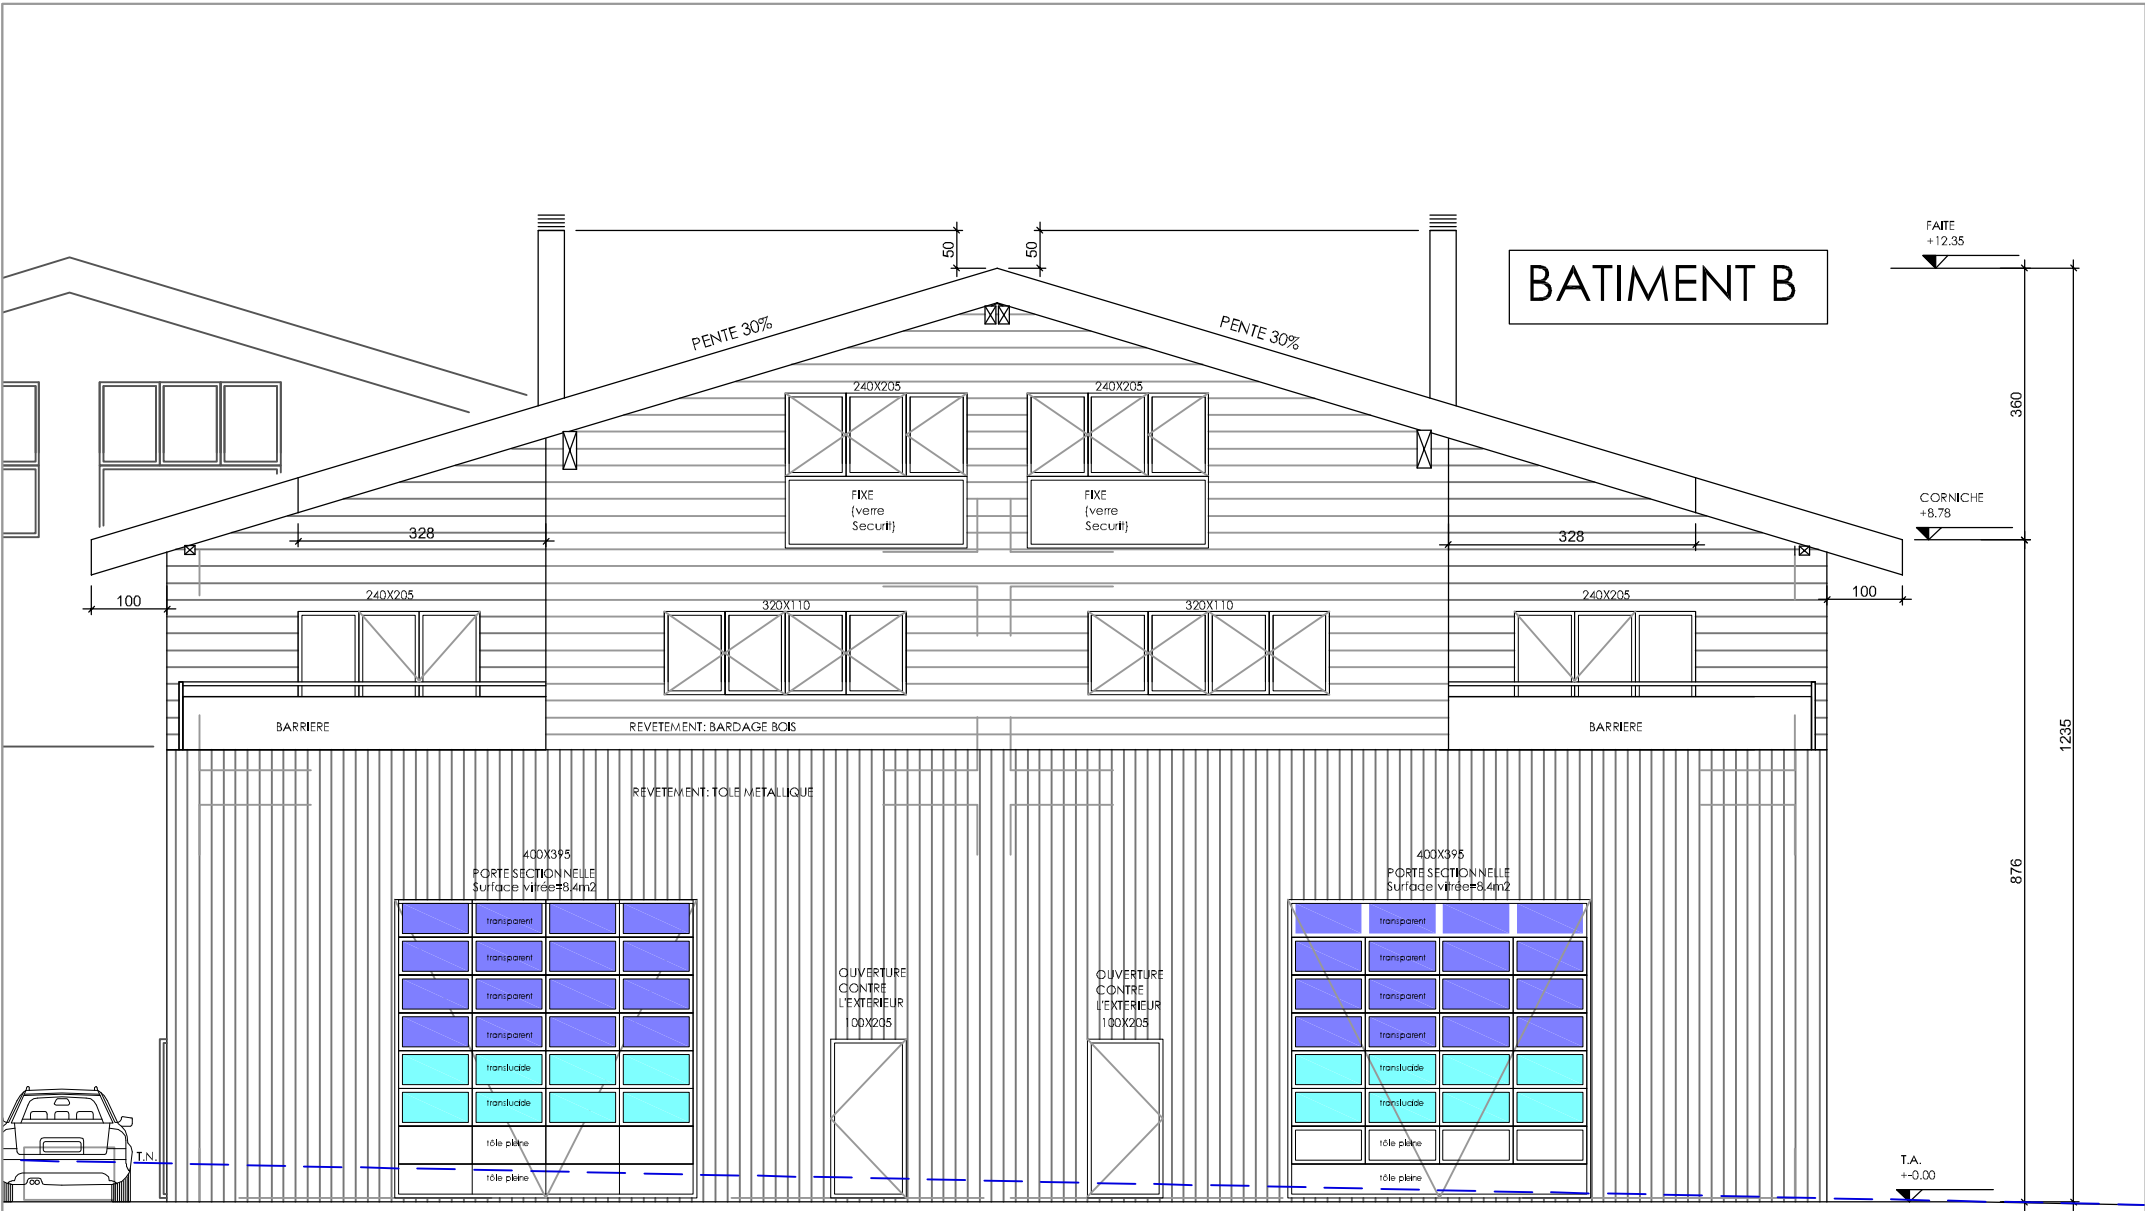 FAITE
+12.35
50
50
BATIMENT B
PENTE 30%
PENTE 30%
240X205
240X205
360
FIXE
(verre
Securit)
FIXE
(verre
Securit)
CORNICHE
+8.78
328
328
100
240X205
320X110
320X110
240X205
100
BARRIERE
REVETEMENT: BARDAGE BOIS
BARRIERE
1235
REVETEMENT: TOLE METALLIQUE
400X395
PORTE SECTIONNELLE
Surface vitrée=8.4m2
400X395
PORTE SECTIONNELLE
Surface vitrée=8.4m2
876
transparent
transparent
transparent
transparent
translucide
translucide
tôle pleine
tôle pleine
OUVERTURE
CONTRE
L'EXTERIEUR
100X205
OUVERTURE
CONTRE
L'EXTERIEUR
100X205
transparent
transparent
transparent
transparent
translucide
translucide
tôle pleine
tôle pleine
T.N.
T.A.
+-0.00